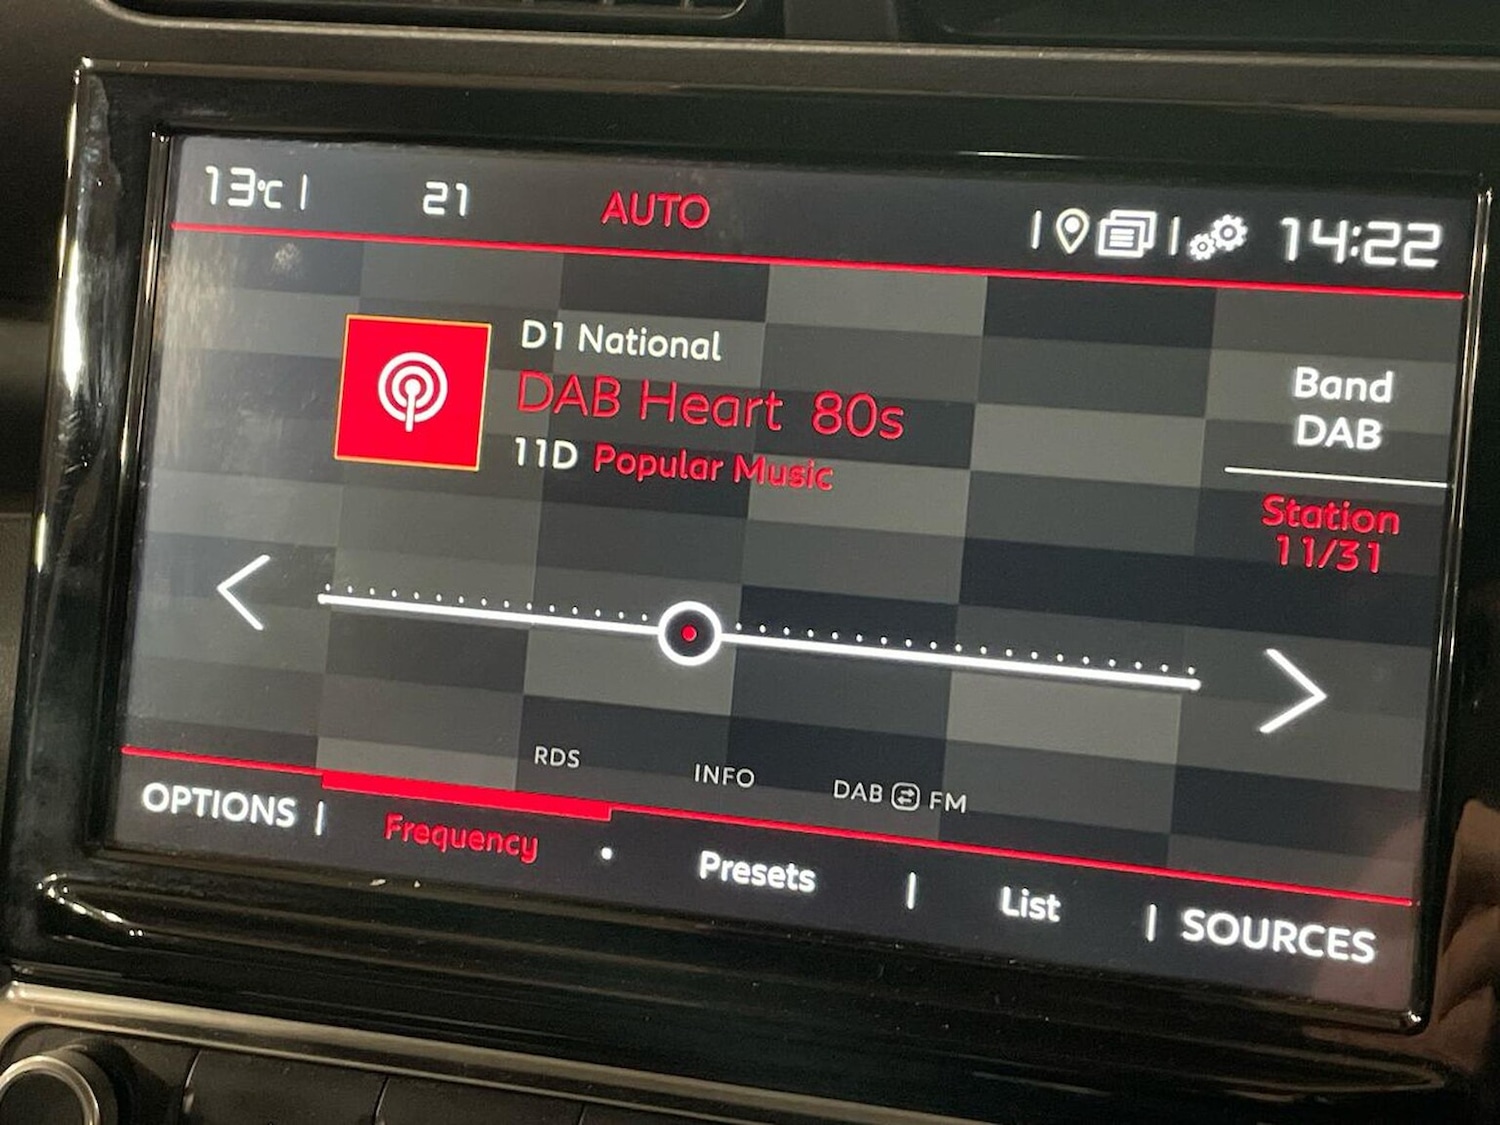 13°C 21 AUTO 14:22
D1 National
DAB Heart 80s
11D Popular Music
Band
DAB
Station
11/31
RDS INFO DAB FM
OPTIONS Frequency Presets List SOURCES